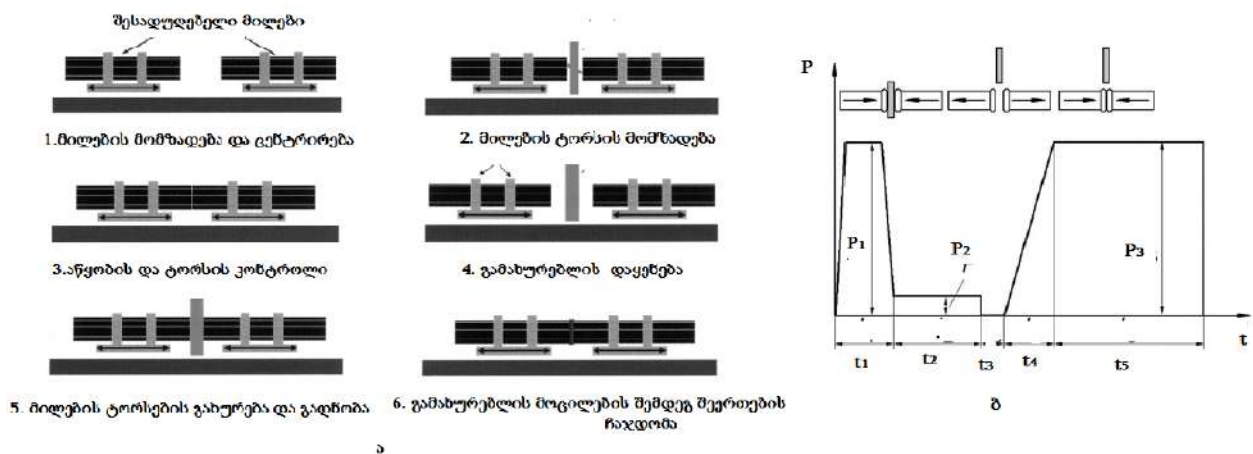 შესადუღებელი მილები
1.მილების მომზადება და ცენტრირება
2. მილების ტორსის მომზადება
3.აწყობის და ტორსის კონტროლი
4. გამახურებლის დაყენება
5. მილების ტორსების გახურება და გადნობა
6. გამახურებლის მოცილების შემდეგ შეერთების
ჩაჯდომა
ა
P
P1
P2
P3
t1
t2
t3
t4
t5
t
ბ